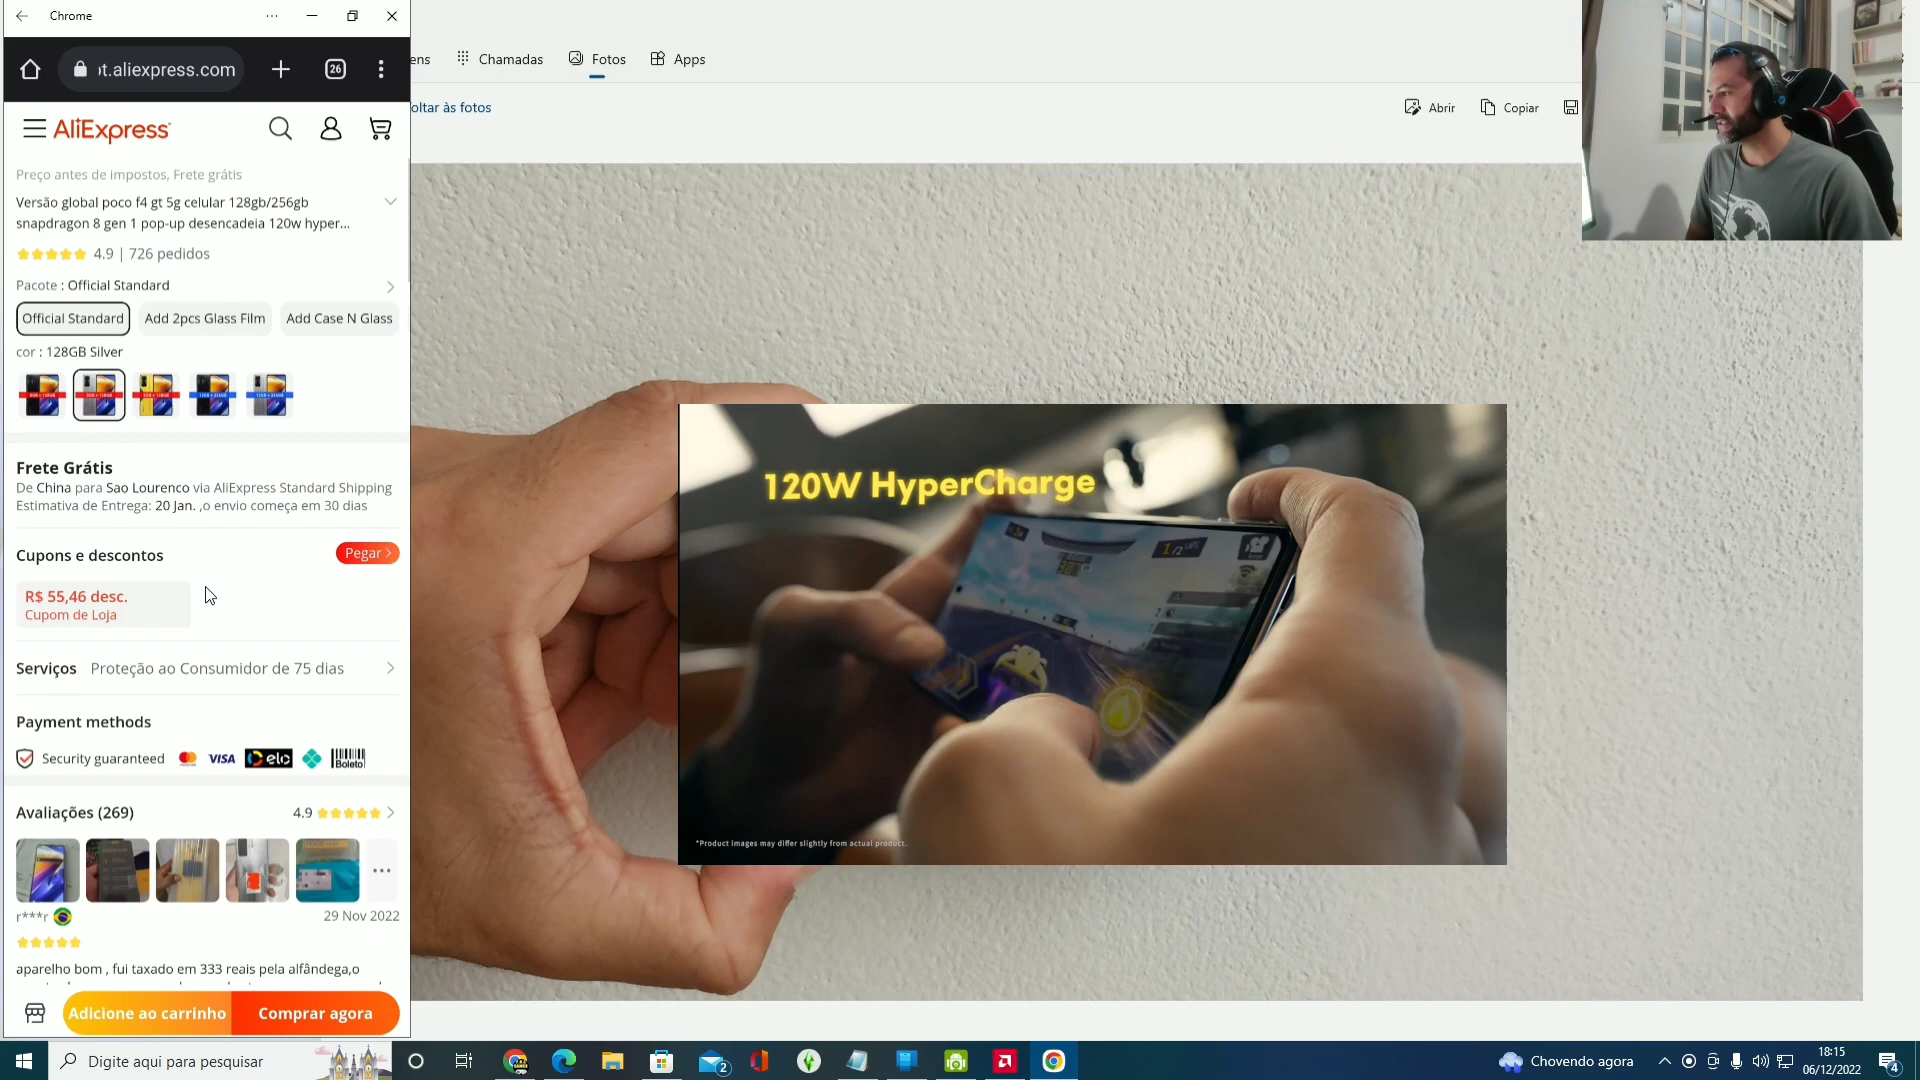 Chrome
pt.aliexpress.com
26
AliExpress
Preço antes de impostos, Frete grátis
Versão global poco f4 gt 5g celular 128gb/256gb
snapdragon 8 gen 1 pop-up desencadeia 120w hyper...
4.9 | 726 pedidos
Pacote : Official Standard
Official Standard
Add 2pcs Glass Film
Add Case N Glass
cor : 128GB Silver
Frete Grátis
De China para Sao Lourenco via AliExpress Standard Shipping
Estimativa de Entrega: 20 Jan. ,o envio começa em 30 dias
Cupons e descontos
Pegar
R$ 55,46 desc.
Cupom de Loja
Serviços Proteção ao Consumidor de 75 dias
Payment methods
Security guaranteed
VISA
elo
Boleto
Avaliações (269)
4.9
r***r
29 Nov 2022
aparelho bom , fui taxado em 333 reais pela alfândega,o
Adicione ao carrinho
Comprar agora
ens
Chamadas
Fotos
Apps
oltar às fotos
Abrir
Copiar
120W HyperCharge
1/2
*Product images may differ slightly from actual product.
Digite aqui para pesquisar
2
Chovendo agora
18:15
06/12/2022
4